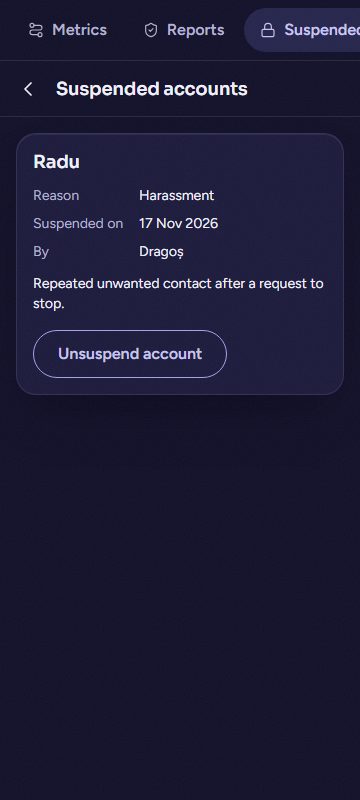 Metrics Reports Suspended
Suspended accounts
Radu
Reason Harassment
Suspended on 17 Nov 2026
By Dragoș
Repeated unwanted contact after a request to
stop.
Unsuspend account